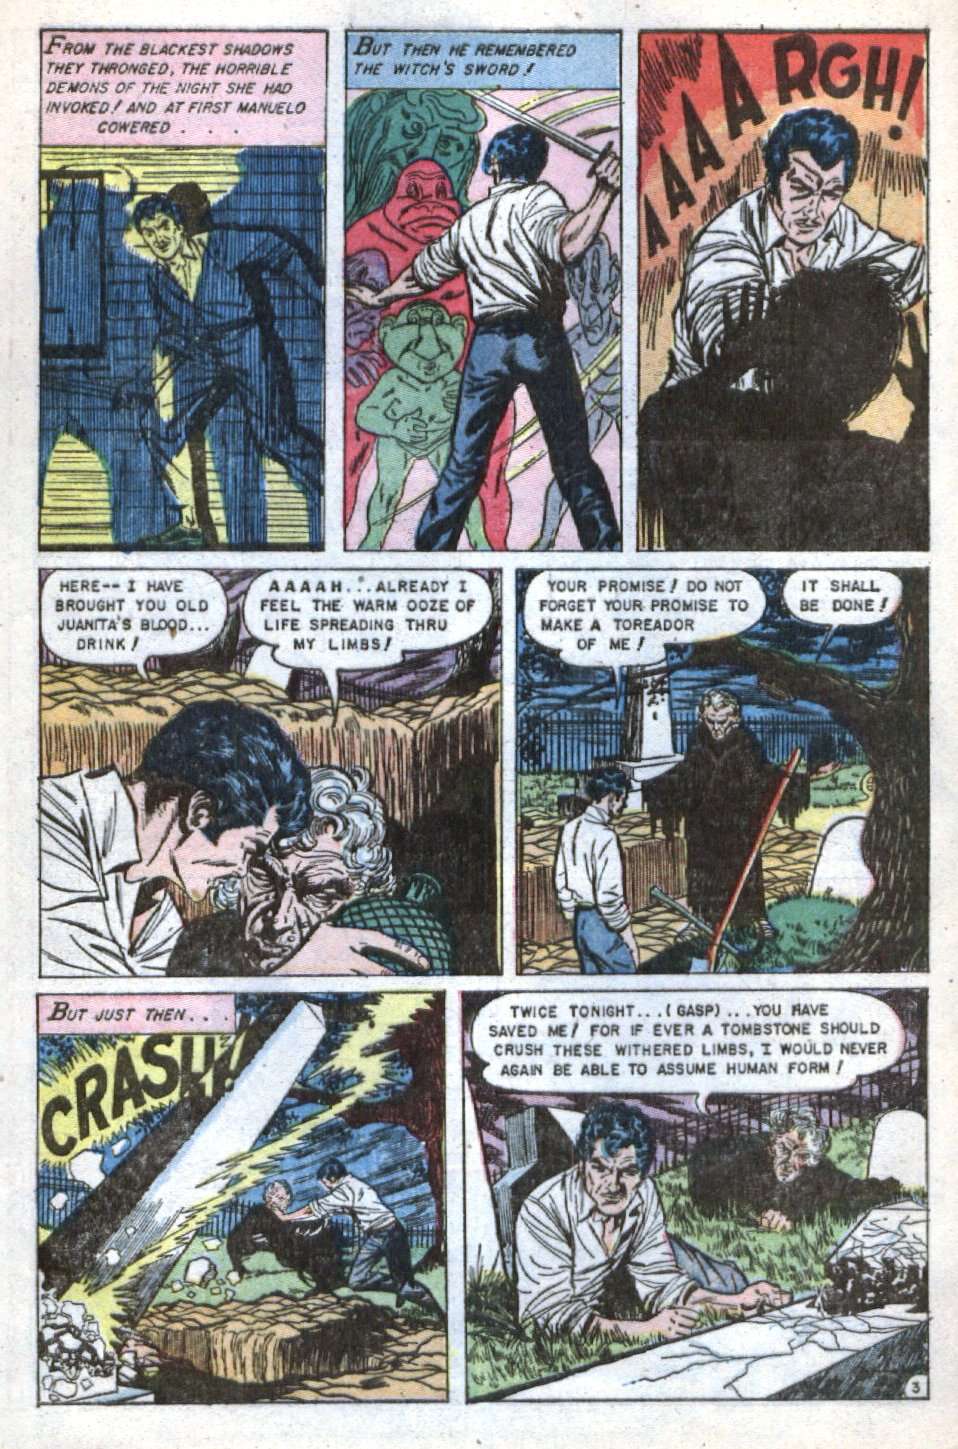 FROM THE BLACKEST SHADOWS
THEY THRONGED, THE HORRIBLE
DEMONS OF THE NIGHT SHE HAD
INVOKED! AND AT FIRST MANUELO
COWERED . . .
BUT THEN HE REMEMBERED
THE WITCH'S SWORD!
AAAAARGH!
HERE-- I HAVE
BROUGHT YOU OLD
JUANITA'S BLOOD...
DRINK!
AAAAH...ALREADY I
FEEL THE WARM OOZE OF
LIFE SPREADING THRU
MY LIMBS!
YOUR PROMISE! DO NOT
FORGET YOUR PROMISE TO
MAKE A TOREADOR
OF ME!
IT SHALL
BE DONE!
BUT JUST THEN. . .
CRASH!
TWICE TONIGHT...(GASP)...YOU HAVE
SAVED ME! FOR IF EVER A TOMBSTONE SHOULD
CRUSH THESE WITHERED LIMBS, I WOULD NEVER
AGAIN BE ABLE TO ASSUME HUMAN FORM!
3